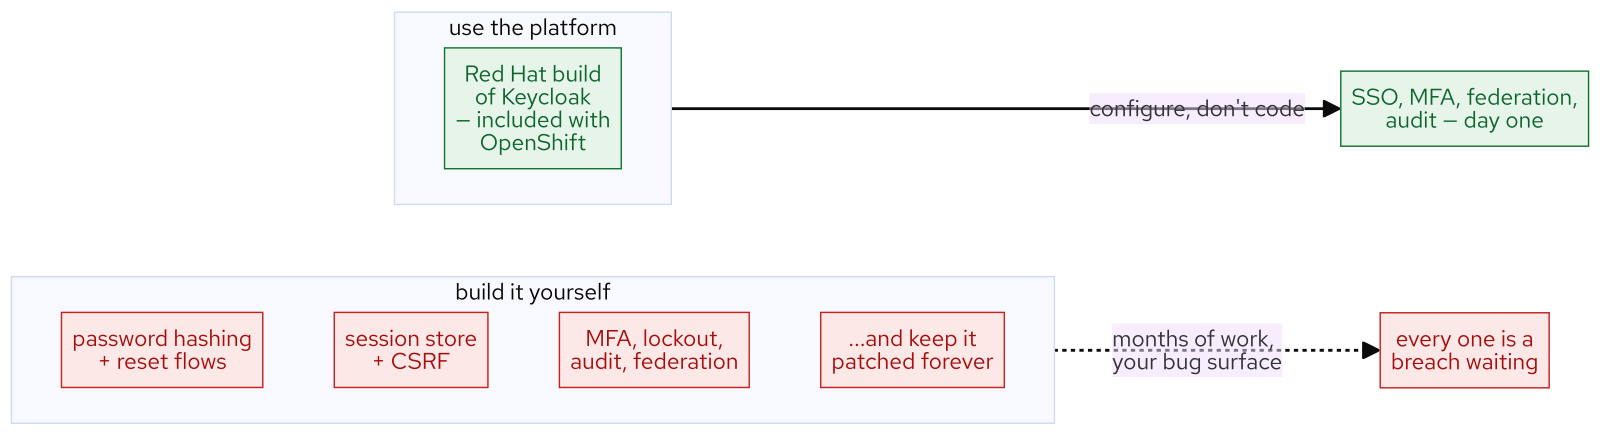 use the platform
Red Hat build
of Keycloak
— included with
OpenShift
configure, don't code
SSO, MFA, federation,
audit — day one
build it yourself
password hashing
+ reset flows
session store
+ CSRF
MFA, lockout,
audit, federation
...and keep it
patched forever
months of work,
your bug surface
every one is a
breach waiting